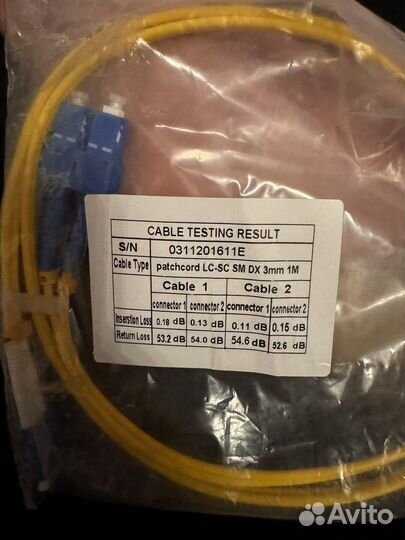 CABLE TESTING RESULT
S/N 0311201611E
Cable Type patchcord LC-SC SM DX 3mm 1M
Cable 1 Cable 2
connector 1 connector 2 connector 1 connector 2
Inserstion Loss 0.18 dB 0.13 dB 0.11 dB 0.15 dB
Return Loss 53.2 dB 54.0 dB 54.6 dB 52.6 dB
Avito